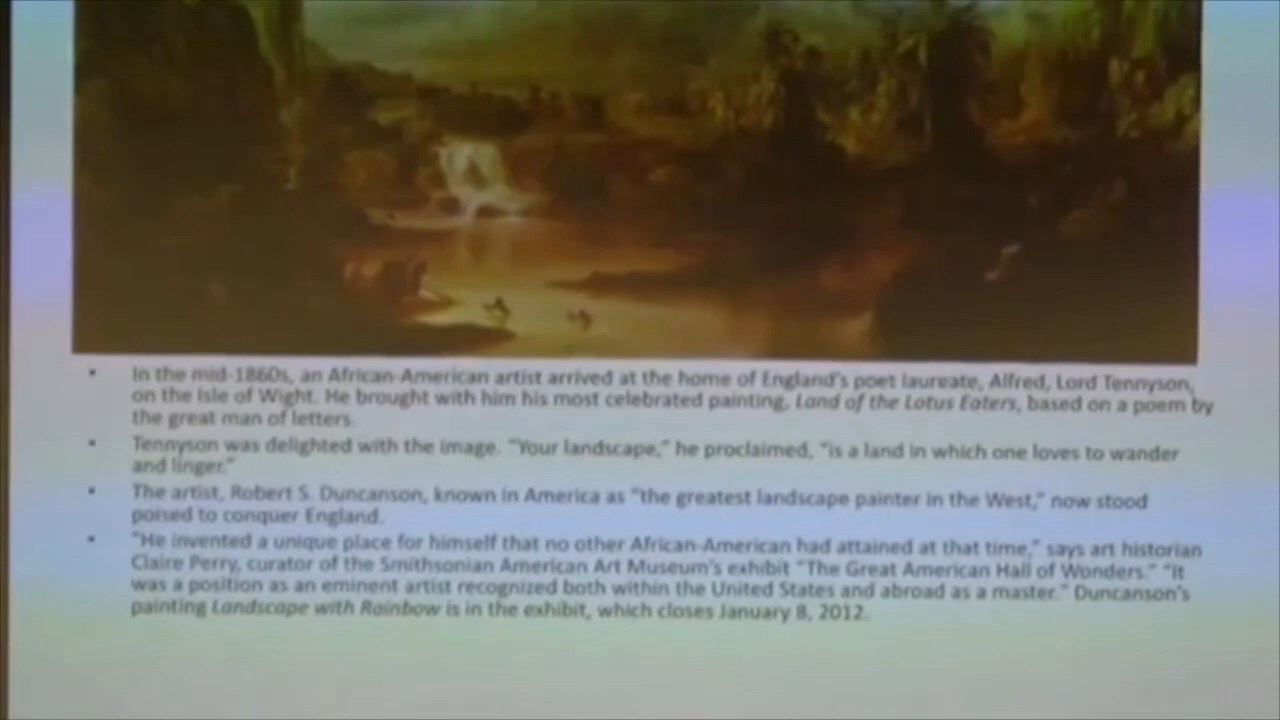 • In the mid-1860s, an African-American artist arrived at the home of England's poet laureate, Alfred, Lord Tennyson,
on the Isle of Wight. He brought with him his most celebrated painting, Land of the Lotus Eaters, based on a poem by
the great man of letters.
• Tennyson was delighted with the image. "Your landscape," he proclaimed, "is a land in which one loves to wander
and linger."
• The artist, Robert S. Duncanson, known in America as "the greatest landscape painter in the West," now stood
poised to conquer England.
• "He invented a unique place for himself that no other African-American had attained at that time," says art historian
Claire Perry, curator of the Smithsonian American Art Museum's exhibit "The Great American Hall of Wonders." "It
was a position as an eminent artist recognized both within the United States and abroad as a master." Duncanson's
painting Landscape with Rainbow is in the exhibit, which closes January 8, 2012.